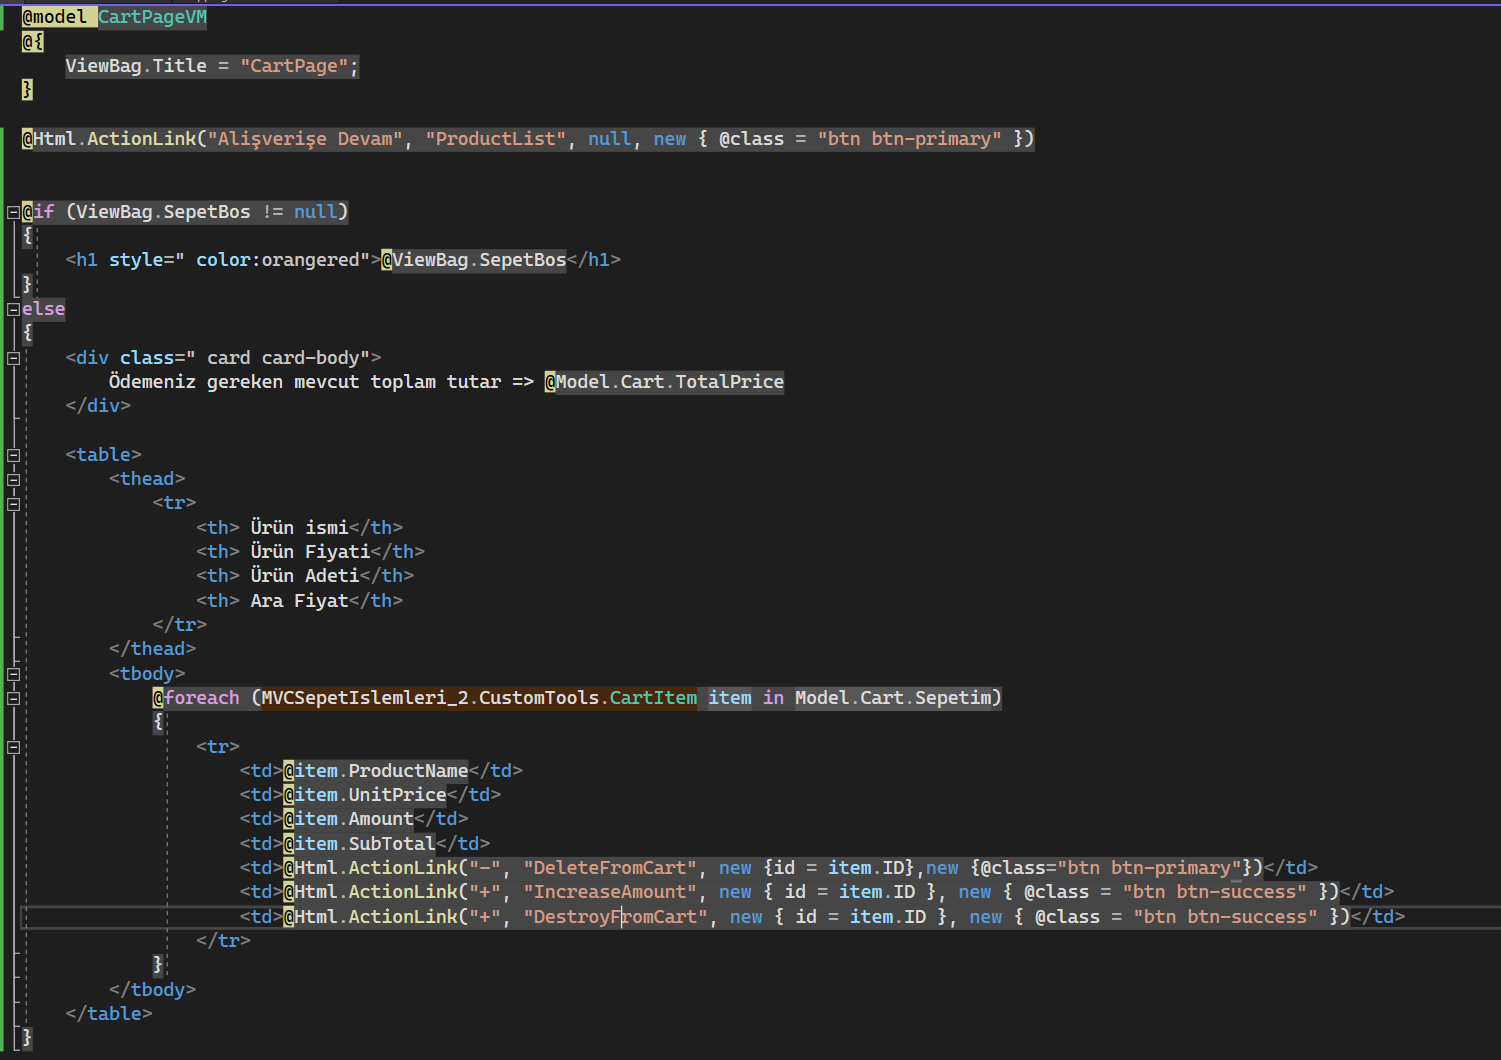 @model CartPageVM
@{
    ViewBag.Title = "CartPage";
}
@Html.ActionLink("Alişverişe Devam", "ProductList", null, new { @class = "btn btn-primary" })
@if (ViewBag.SepetBos != null)
{
    <h1 style=" color:orangered">@ViewBag.SepetBos</h1>
}
else
{
    <div class=" card card-body">
        Ödemeniz gereken mevcut toplam tutar => @Model.Cart.TotalPrice
    </div>
    <table>
        <thead>
            <tr>
                <th> Ürün ismi</th>
                <th> Ürün Fiyati</th>
                <th> Ürün Adeti</th>
                <th> Ara Fiyat</th>
            </tr>
        </thead>
        <tbody>
            @foreach (MVCSepetIslemleri_2.CustomTools.CartItem item in Model.Cart.Sepetim)
            {
                <tr>
                    <td>@item.ProductName</td>
                    <td>@item.UnitPrice</td>
                    <td>@item.Amount</td>
                    <td>@item.SubTotal</td>
                    <td>@Html.ActionLink("-", "DeleteFromCart", new {id = item.ID},new {@class="btn btn-primary"})</td>
                    <td>@Html.ActionLink("+", "IncreaseAmount", new { id = item.ID }, new { @class = "btn btn-success" })</td>
                    <td>@Html.ActionLink("+", "DestroyFromCart", new { id = item.ID }, new { @class = "btn btn-success" })</td>
                </tr>
            }
        </tbody>
    </table>
}